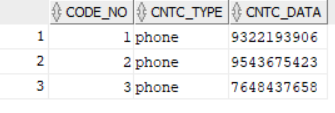 CODE_NO CNTC_TYPE CNTC_DATA
1 1 phone 9322193906
2 2 phone 9543675423
3 3 phone 7648437658